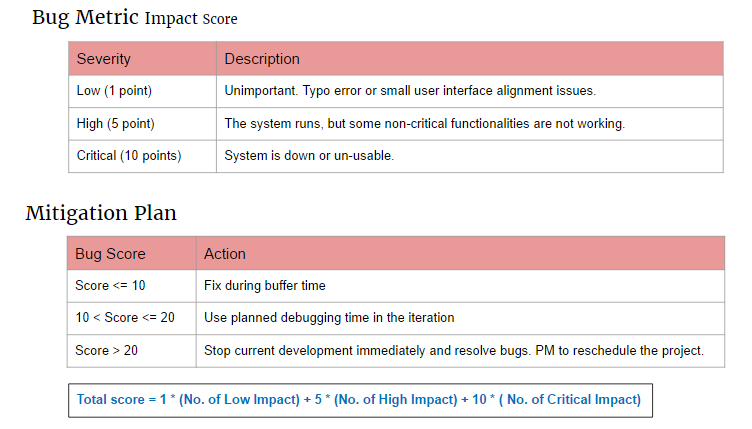 Bug Metric Impact Score
Severity Description
Low (1 point) Unimportant. Typo error or small user interface alignment issues.
High (5 point) The system runs, but some non-critical functionalities are not working.
Critical (10 points) System is down or un-usable.
Mitigation Plan
Bug Score Action
Score <= 10 Fix during buffer time
10 < Score <= 20 Use planned debugging time in the iteration
Score > 20 Stop current development immediately and resolve bugs. PM to reschedule the project.
Total score = 1 * (No. of Low Impact) + 5 * (No. of High Impact) + 10 * ( No. of Critical Impact)